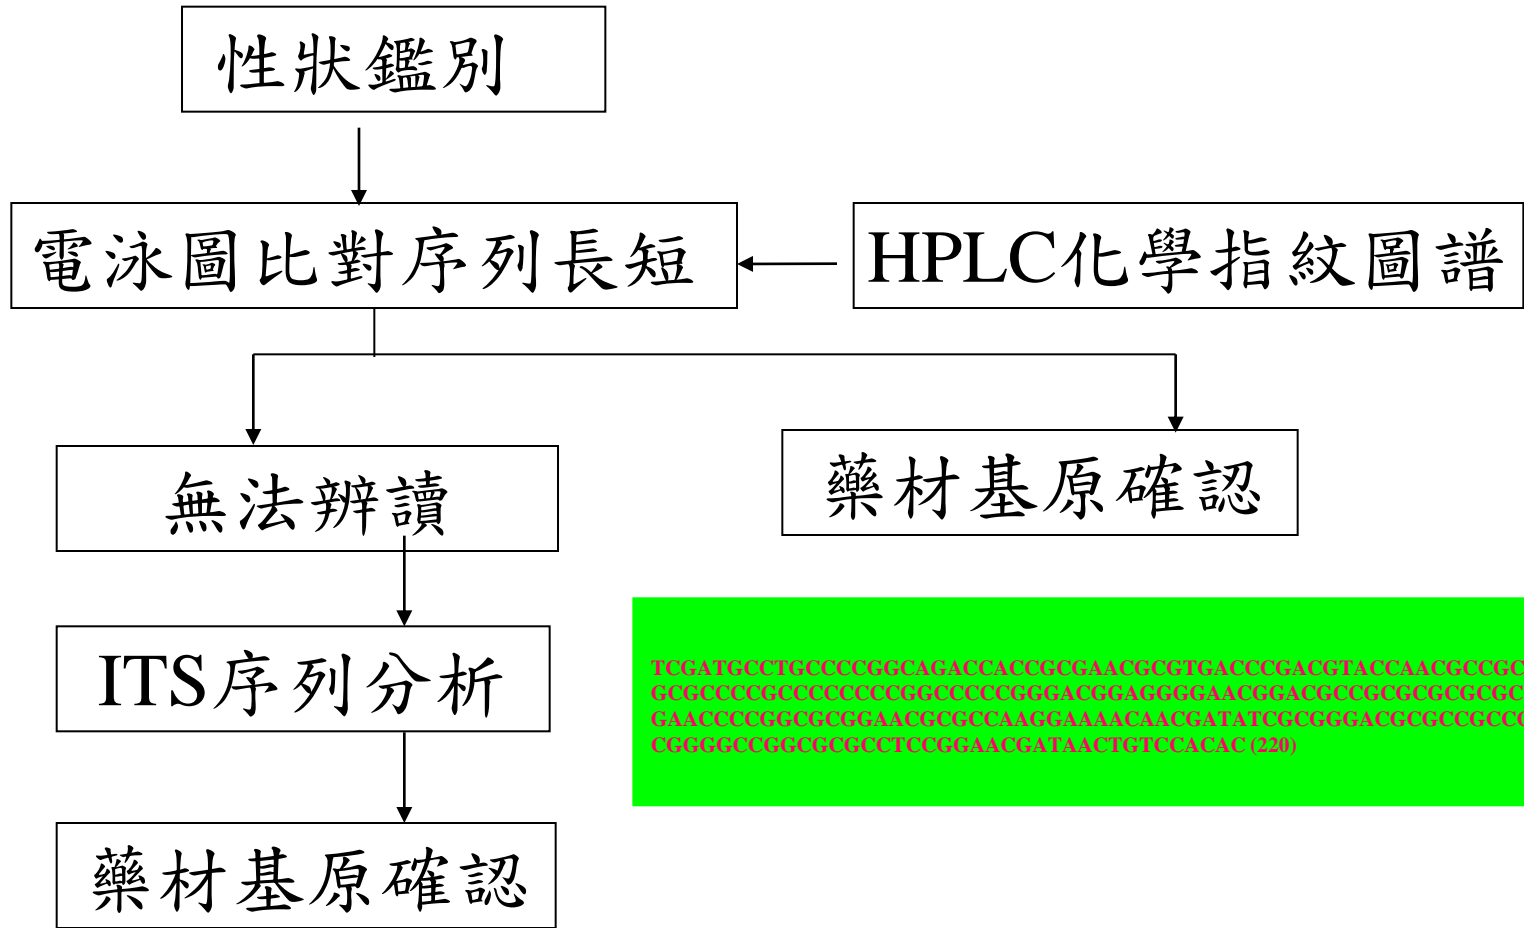 性狀鑑別
電泳圖比對序列長短
HPLC化學指紋圖譜
無法辨讀
藥材基原確認
ITS序列分析
TCGATGCCTGCCCCGGCAGACCACCGCGAACGCGTGACCCGACGTACCAACGCCGC
GCGCCCCGCCCCCCCCGGCCCCCGGGACGGAGGGGAACGGACGCCGCGCGCGCGC
GAACCCCGGCGCGGAACGCGCCAAGGAAAACAACGATATCGCGGGACGCGCCGCCC
CGGGGCCGGCGCGCCTCCGGAACGATAACTGTCCACAC (220)
藥材基原確認